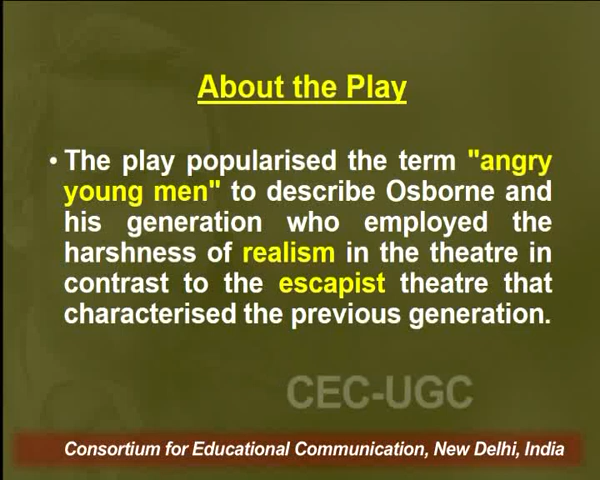 About the Play
• The play popularised the term "angry
young men" to describe Osborne and
his generation who employed the
harshness of realism in the theatre in
contrast to the escapist theatre that
characterised the previous generation.
CEC-UGC
Consortium for Educational Communication, New Delhi, India